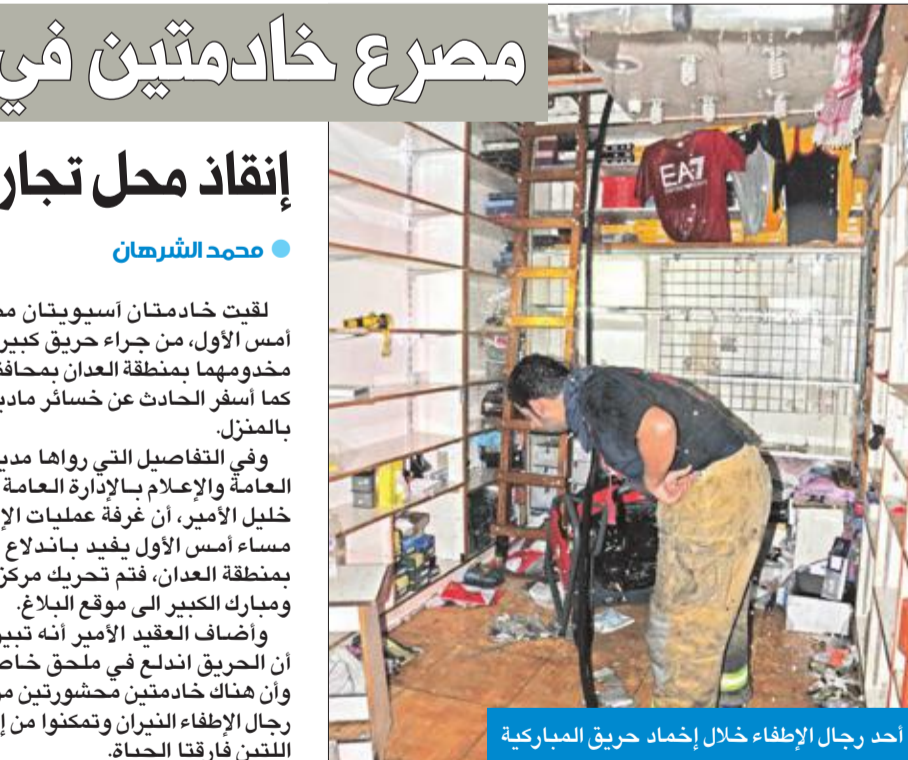 مصرع خادمتين في
إنقاذ محل تجار
محمد الشرهان
لقيت خادمتان آسيويتان
أمس الأول، من جراء حريق كبير
مخدومهما بمنطقة العدان بمحافظ
كما أسفر الحادث عن خسائر مادي
بالمنزل.
وفي التفاصيل التي رواها مدير
العامة والإعلام بالإدارة العامة
خليل الأمير، أن غرفة عمليات الإ
مساء أمس الأول يفيد باندلاع
بمنطقة العدان، فتم تحريك مركز
ومبارك الكبير الى موقع البلاغ.
وأضاف العقيد الأمير أنه تبي
أن الحريق اندلع في ملحق خاص
وأن هناك خادمتين محشورتين
رجال الإطفاء النيران وتمكنوا من إ
اللتين فارقتا الحياة.
EA7
أحد رجال الإطفاء خلال إخماد حريق المباركية